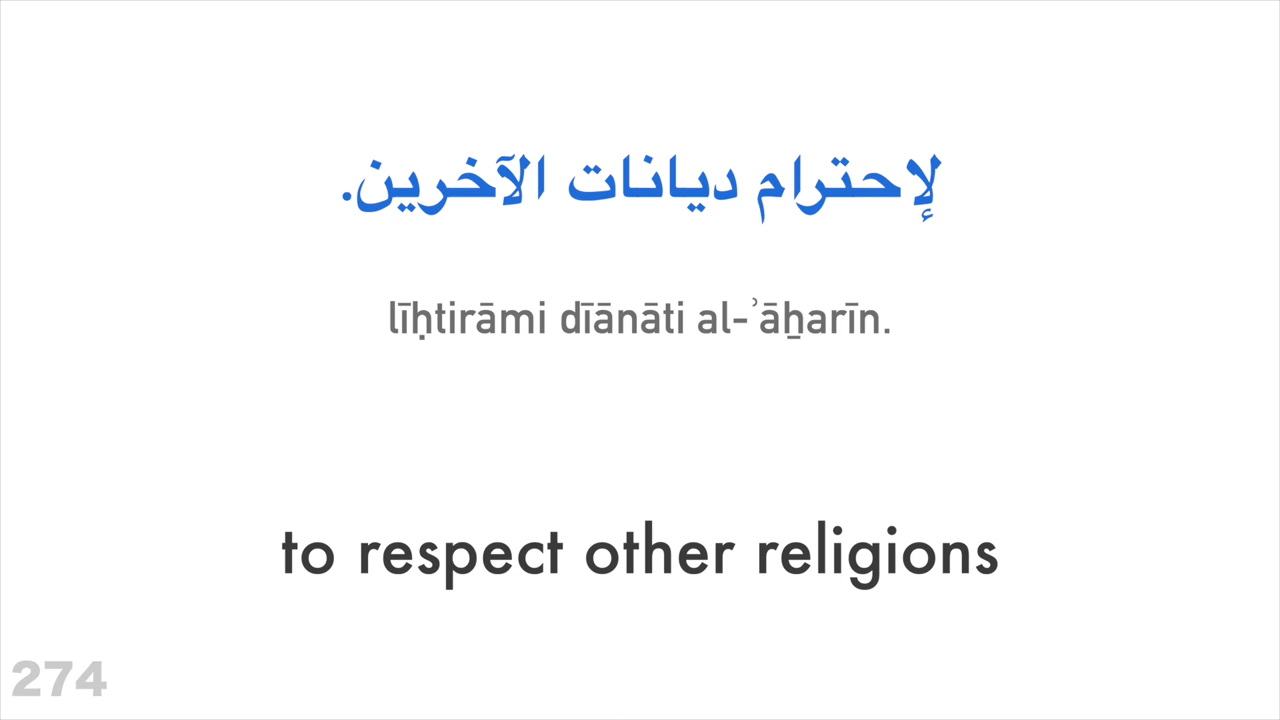 لإحترام ديانات الآخرين.
līḥtirāmi dīānāti al-ʾāẖarīn.
to respect other religions
274